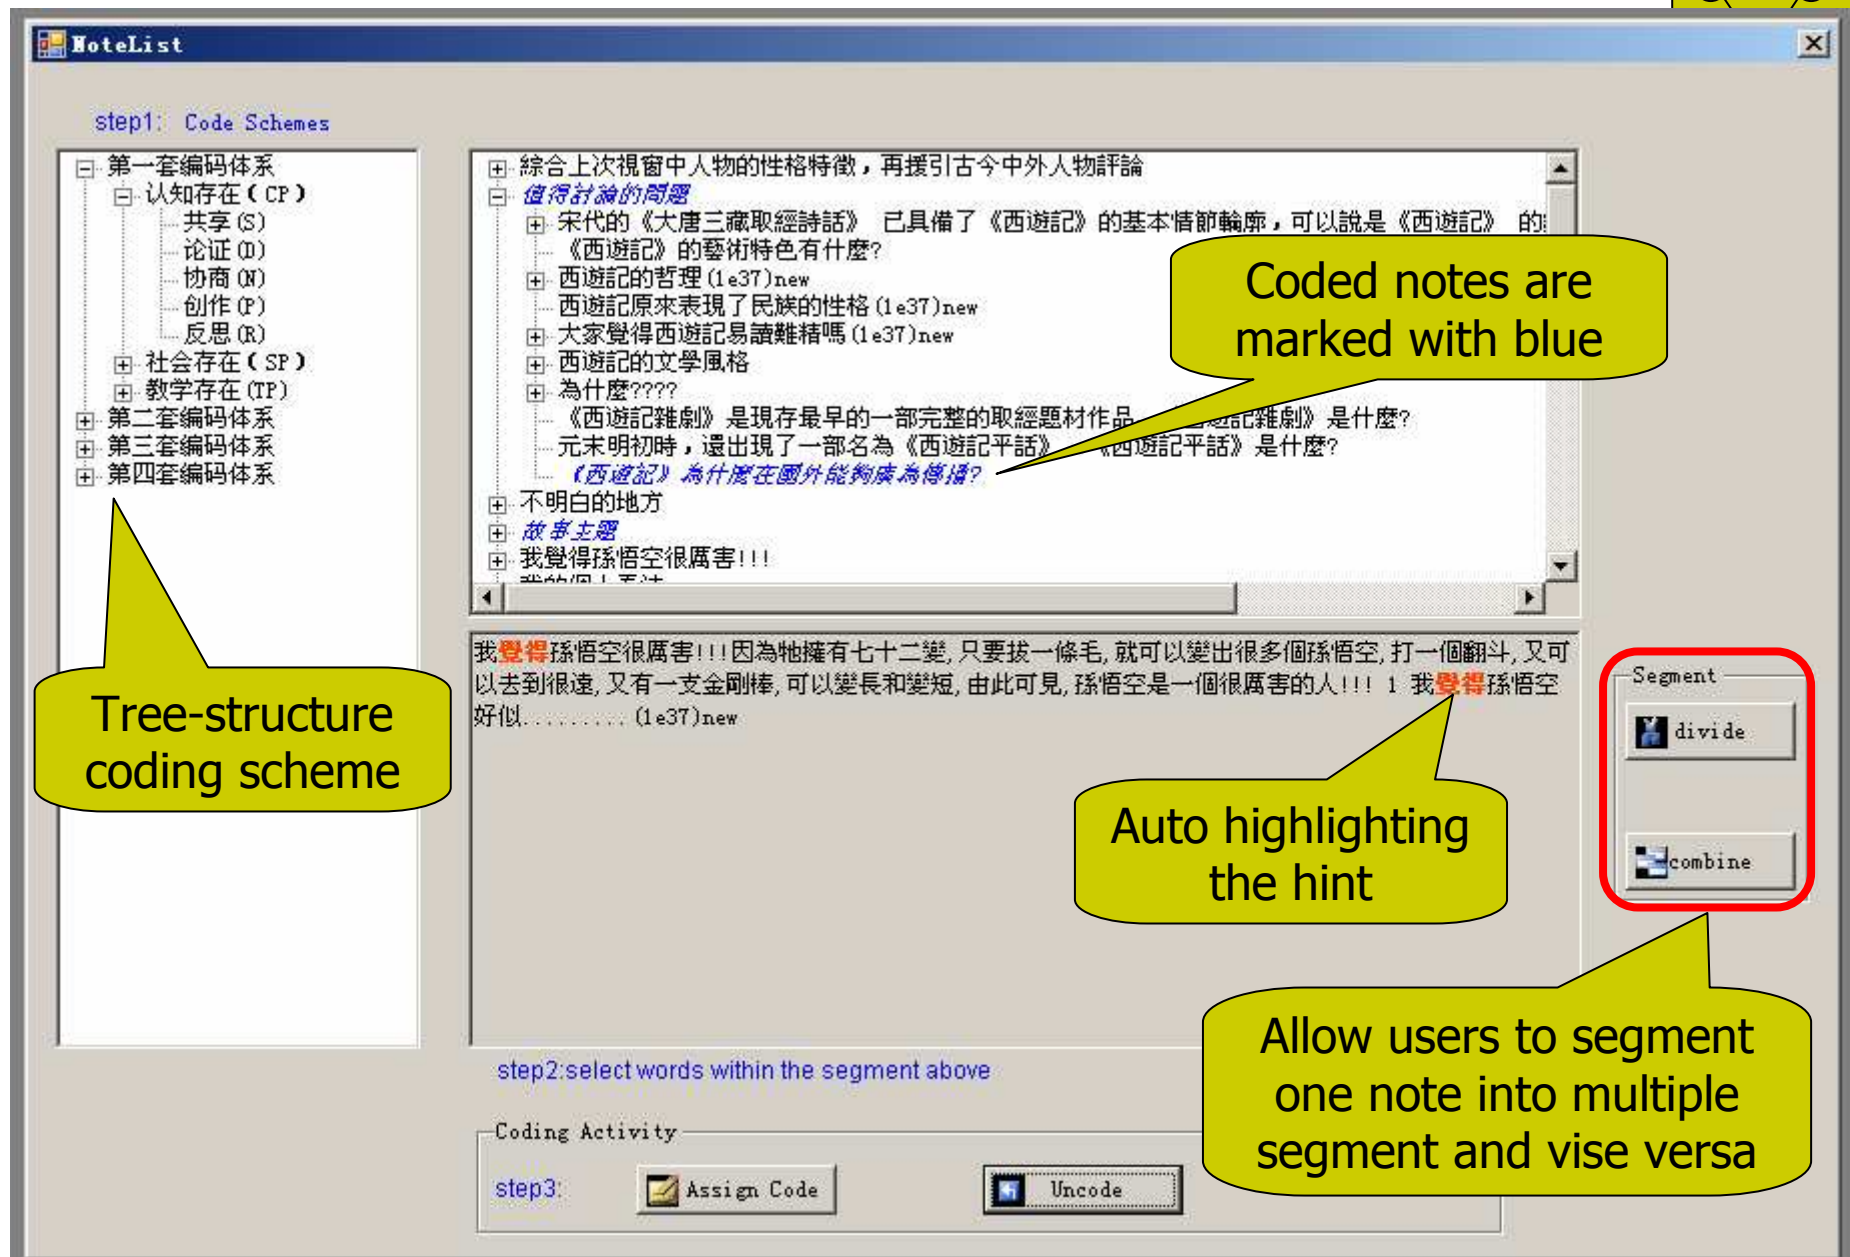 NoteList
step1: Code Schemes
第一套编码体系
认知存在(CP)
共享(S)
论证(D)
协商(N)
创作(P)
反思(R)
社会存在(SP)
教学存在(TP)
第二套编码体系
第三套编码体系
第四套编码体系
綜合上次視窗中人物的性格特徵，再援引古今中外人物評論
值得討論的問題
宋代的《大唐三藏取經詩話》 已具備了《西遊記》的基本情節輪廓，可以說是《西遊記》 的
《西遊記》的藝術特色有什麼?
西遊記的哲理(1e37)new
西遊記原來表現了民族的性格(1e37)new
大家覺得西遊記易讀難精嗎(1e37)new
西遊記的文學風格
為什麼????
《西遊記雜劇》是現存最早的一部完整的取經題材作品 遊記雜劇》是什麼?
元末明初時，還出現了一部名為《西遊記平話》 《西遊記平話》是什麼?
《西遊記》為什麼在國外能夠廣為傳播?
不明白的地方
故事主題
我覺得孫悟空很厲害!!!
Coded notes are
marked with blue
我覺得孫悟空很厲害!!!因為牠擁有七十二變,只要拔一條毛,就可以變出很多個孫悟空,打一個翻斗,又可
以去到很遠,又有一支金剛棒,可以變長和變短,由此可見,孫悟空是一個很厲害的人!!! 1 我覺得孫悟空
好似......... (1e37)new
Tree-structure
coding scheme
Auto highlighting
the hint
Segment
divide
combine
Allow users to segment
one note into multiple
segment and vise versa
step2:select words within the segment above
Coding Activity
step3:
Assign Code
Uncode